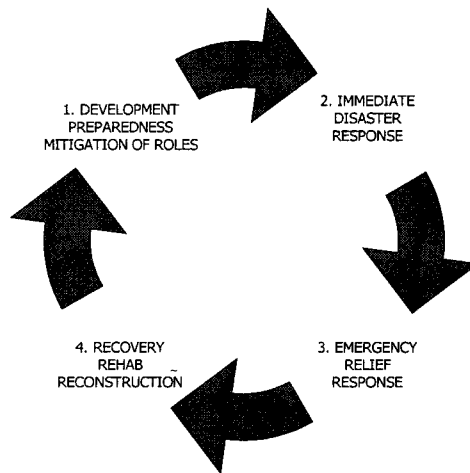 1. DEVELOPMENT
PREPAREDNESS
MITIGATION OF ROLES
2. IMMEDIATE
DISASTER
RESPONSE
3. EMERGENCY
RELIEF
RESPONSE
4. RECOVERY
REHAB
RECONSTRUCTION